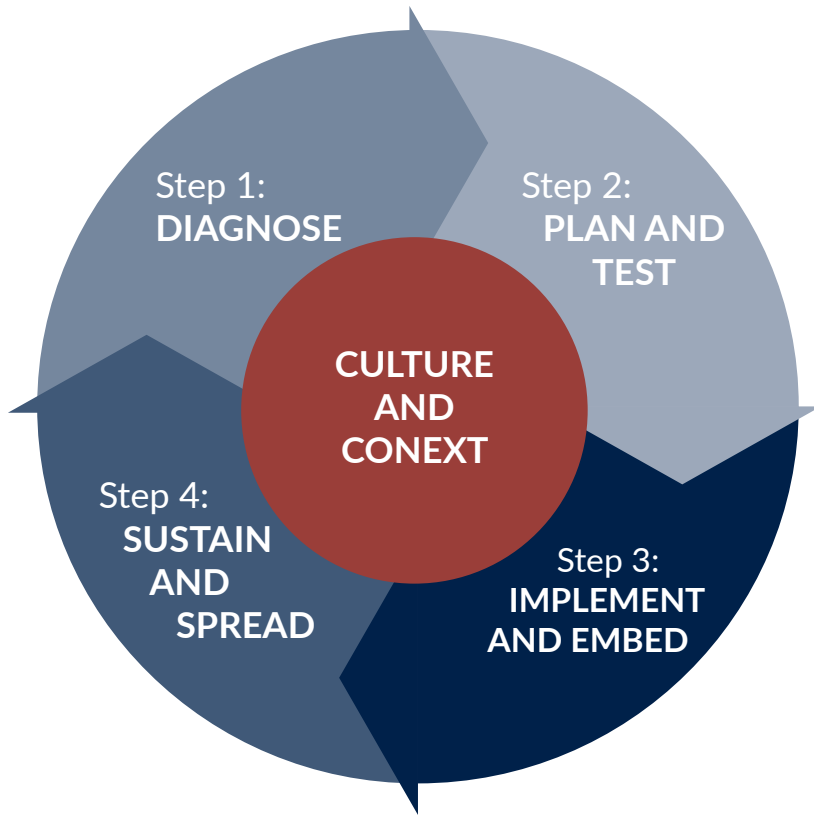 Step 1:
DIAGNOSE
Step 2:
PLAN AND
TEST
CULTURE
AND
CONEXT
Step 3:
IMPLEMENT
AND EMBED
Step 4:
SUSTAIN
AND
SPREAD